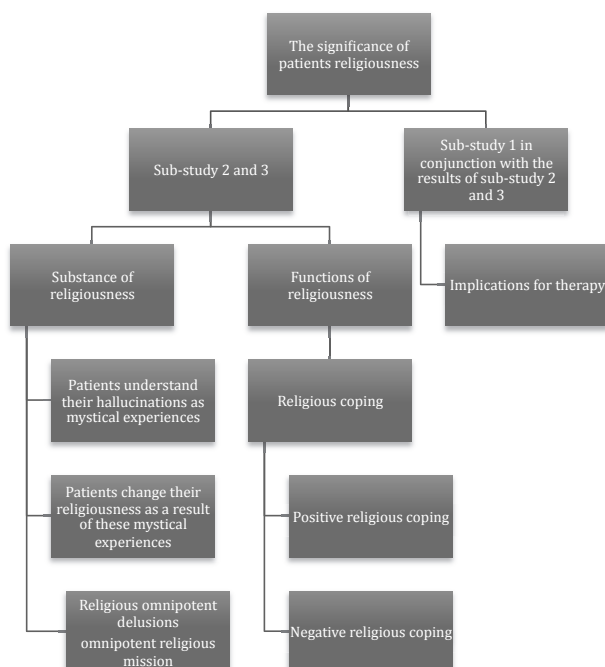 The significance of
patients religiousness
Sub-study 2 and 3
Sub-study 1 in
conjunction with the
results of sub-study 2
and 3
Substance of
religiousness
Functions of
religiousness
Implications for therapy
Patients understand
their hallucinations as
mystical experiences
Religious coping
Patients change their
religiousness as a result
of these mystical
experiences
Positive religious coping
Religious omnipotent
delusions
omnipotent religious
mission
Negative religious coping